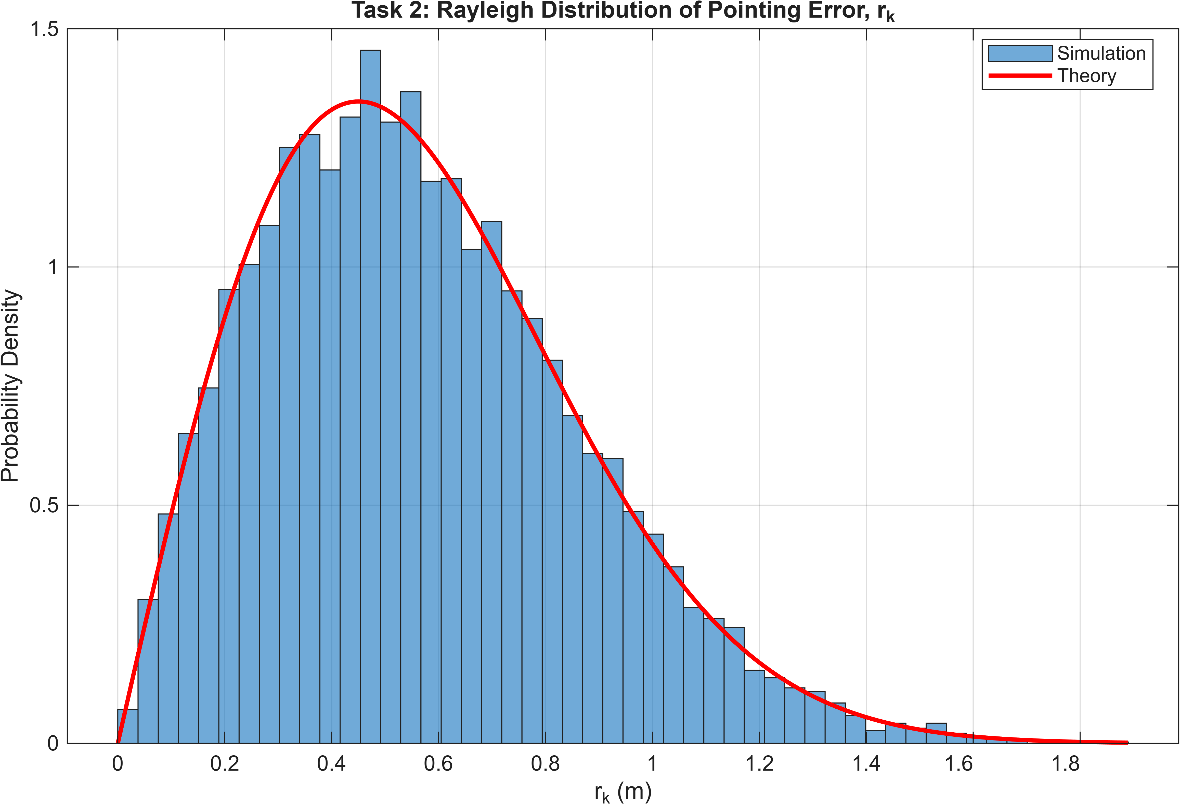 Task 2: Rayleigh Distribution of Pointing Error, rk
Simulation
Theory
Probability Density
1.5
1
0.5
0
0 0.2 0.4 0.6 0.8 1 1.2 1.4 1.6 1.8
rk (m)